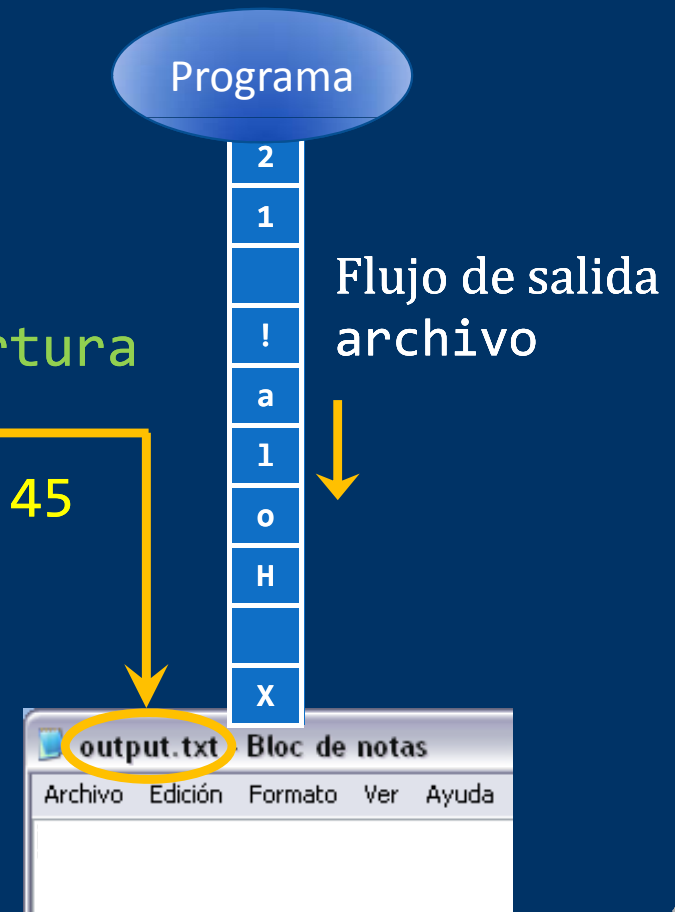 Programa
2
1
!
a
l
o
H
X
Flujo de salida
archivo
rtura
45
output.txt - Bloc de notas
Archivo Edición Formato Ver Ayuda